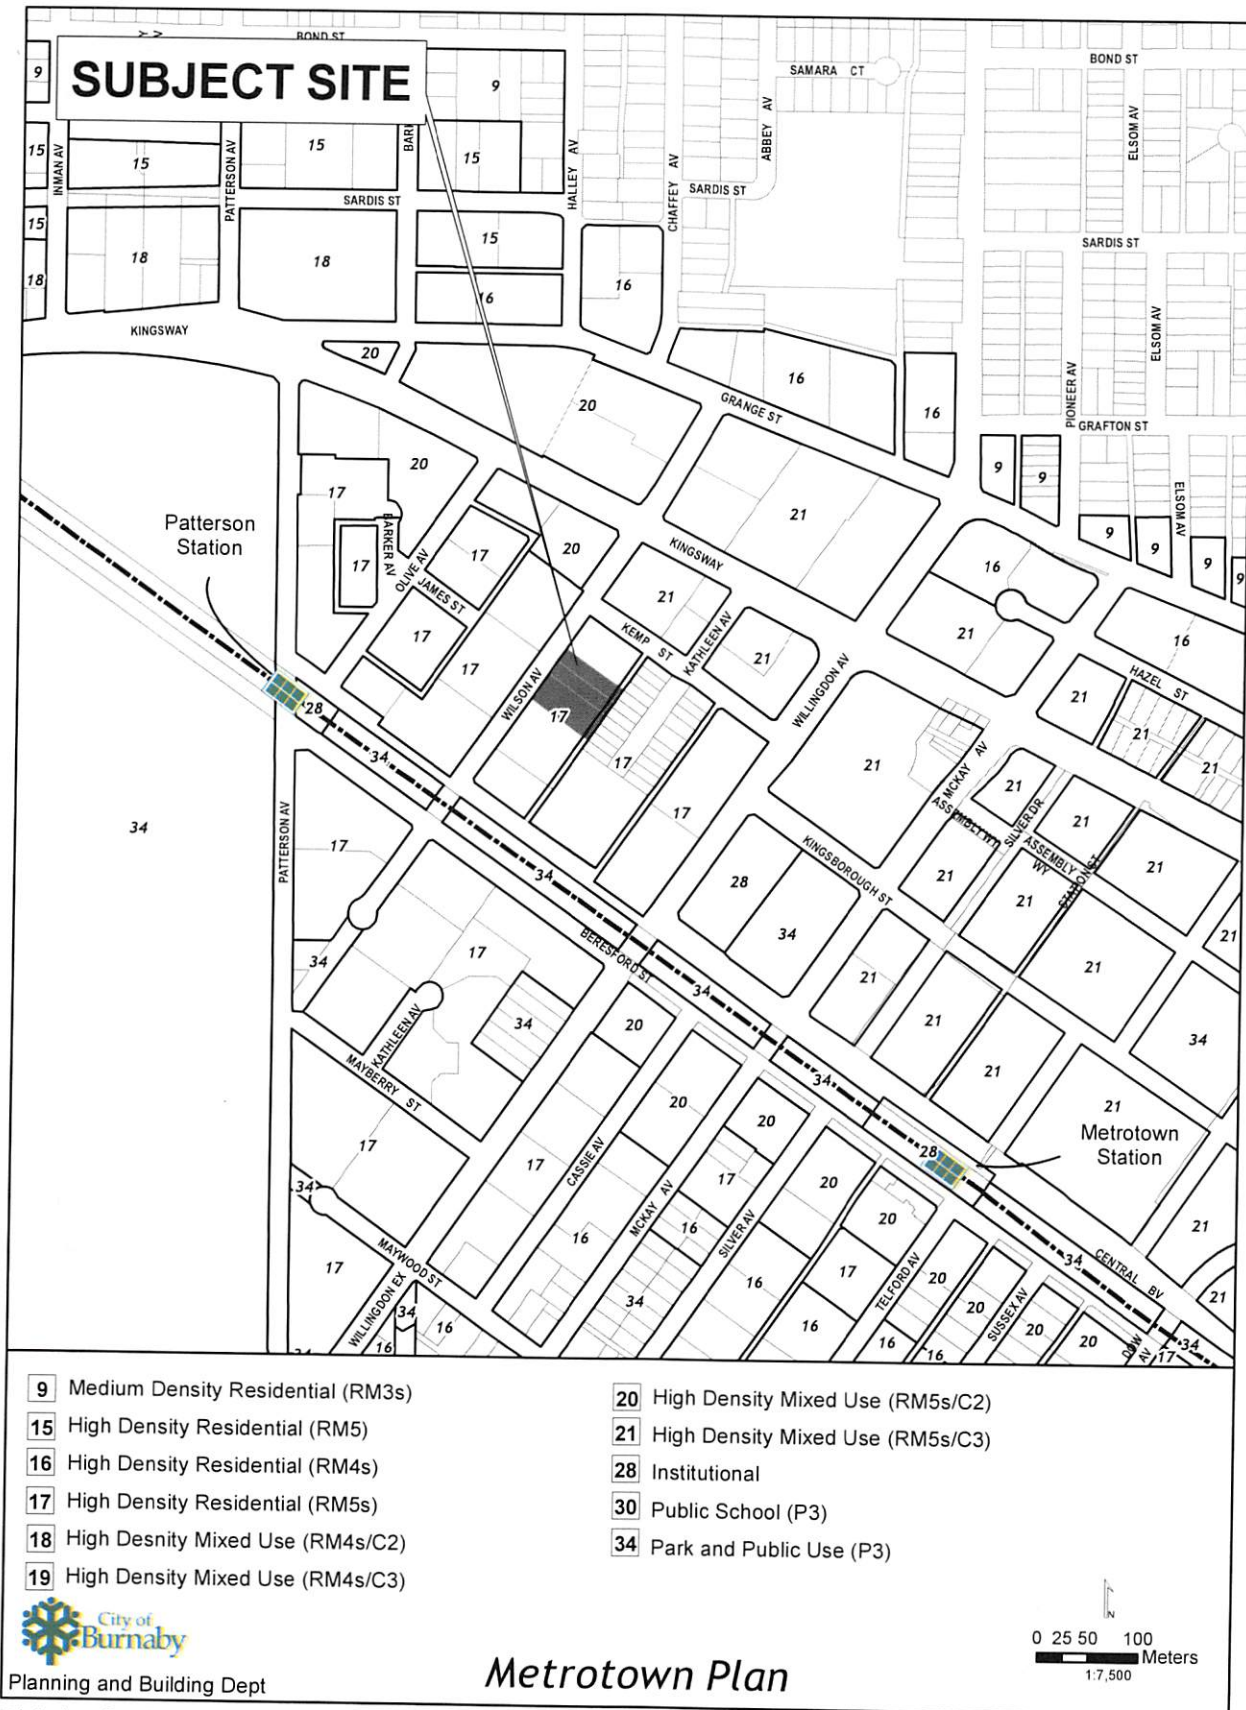 BOND ST
SUBJECT SITE
9
9
SAMARA CT
BOND ST
ABBEY AV
ELSOM AV
15
15
15
15
INMAN AV
PATTERSON AV
HALLEY AV
CHAFFEY AV
SARDIS ST
SARDIS ST
SARDIS ST
15
18
18
18
15
16
16
KINGSWAY
20
20
GRANGE ST
16
16
ELSOM AV
PIONEER AV
GRAFTON ST
9
9
ELSOM AV
9
9
9
9
20
17
17
BARKER AV
OLIVE AV
17
JAMES ST
17
17
20
21
KINGSWAY
21
KEMP ST
KATHLEEN AV
21
WILLINGDON AV
16
21
16
HAZEL ST
21
21
21
Patterson
Station
28
34
34
WILSON AV
17
17
17
21
MCKAY AV
21
ASSEMBLY WY
SILVER DR
21
ASSEMBLY
WY
STATION ST
21
21
21
21
21
PATTERSON AV
17
34
34
17
KATHLEEN AV
34
MAYBERRY ST
BERESFORD ST
28
34
KINGSBOROUGH ST
21
21
21
34
34
34
20
20
20
20
20
21
Metrotown
Station
28
17
17
CASSIE AV
MCKAY AV
17
SILVER AV
16
16
16
17
TELFORD AV
20
20
SUSSEX AV
20
20
34
CENTRAL BV
21
21
34
17
MAYWOOD ST
WILLINGDON EX
34
16
16
34
16
16
16
DOW AV
17
34
34
9 Medium Density Residential (RM3s)
15 High Density Residential (RM5)
16 High Density Residential (RM4s)
17 High Density Residential (RM5s)
18 High Desnity Mixed Use (RM4s/C2)
19 High Density Mixed Use (RM4s/C3)
20 High Density Mixed Use (RM5s/C2)
21 High Density Mixed Use (RM5s/C3)
28 Institutional
30 Public School (P3)
34 Park and Public Use (P3)
City of
Burnaby
Planning and Building Dept
Metrotown Plan
N
0 25 50 100
Meters
1:7,500